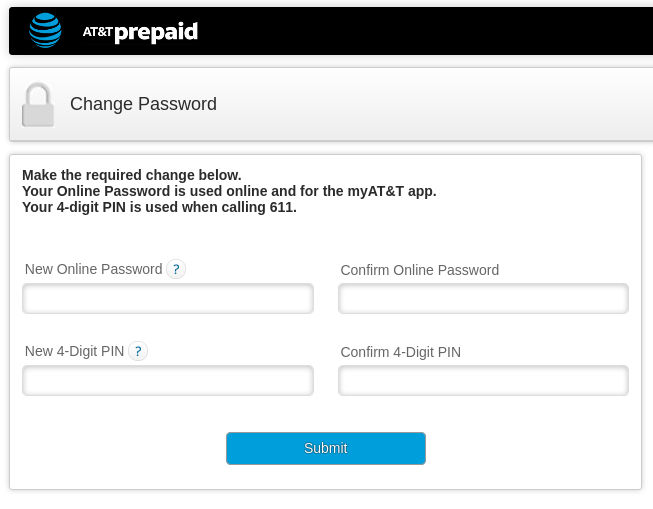 AT&T prepaid
Change Password
Make the required change below.
Your Online Password is used online and for the myAT&T app.
Your 4-digit PIN is used when calling 611.
New Online Password ?
Confirm Online Password
New 4-Digit PIN ?
Confirm 4-Digit PIN
Submit